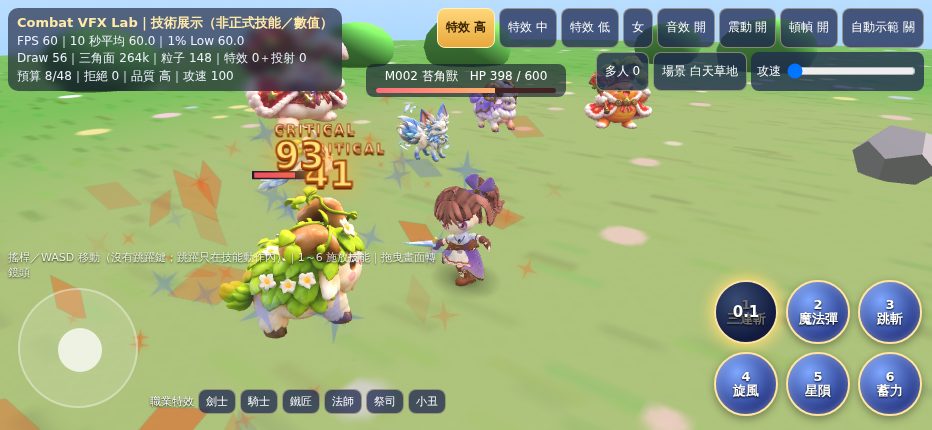 Combat VFX Lab｜技術展示（非正式技能／數值）
FPS 60｜10 秒平均 60.0｜1% Low 60.0
Draw 56｜三角面 264k｜粒子 148｜特效 0＋投射 0
預算 8/48｜拒絕 0｜品質 高｜攻速 100
特效 高
特效 中
特效 低
女
音效 開
震動 開
頓幀 開
自動示範 關
M002 苔角獸 HP 398 / 600
多人 0
場景 白天草地
攻速
CRITICAL
93
CRITICAL
41
搖桿／WASD 移動（沒有跳躍鍵；跳躍只在技能動作內）｜1～6 施放技能｜拖曳畫面轉
鏡頭
0.1
1
三連斬
2
魔法彈
3
跳斬
4
旋風
5
星隕
6
蓄力
職業特效
劍士
騎士
鐵匠
法師
祭司
小丑